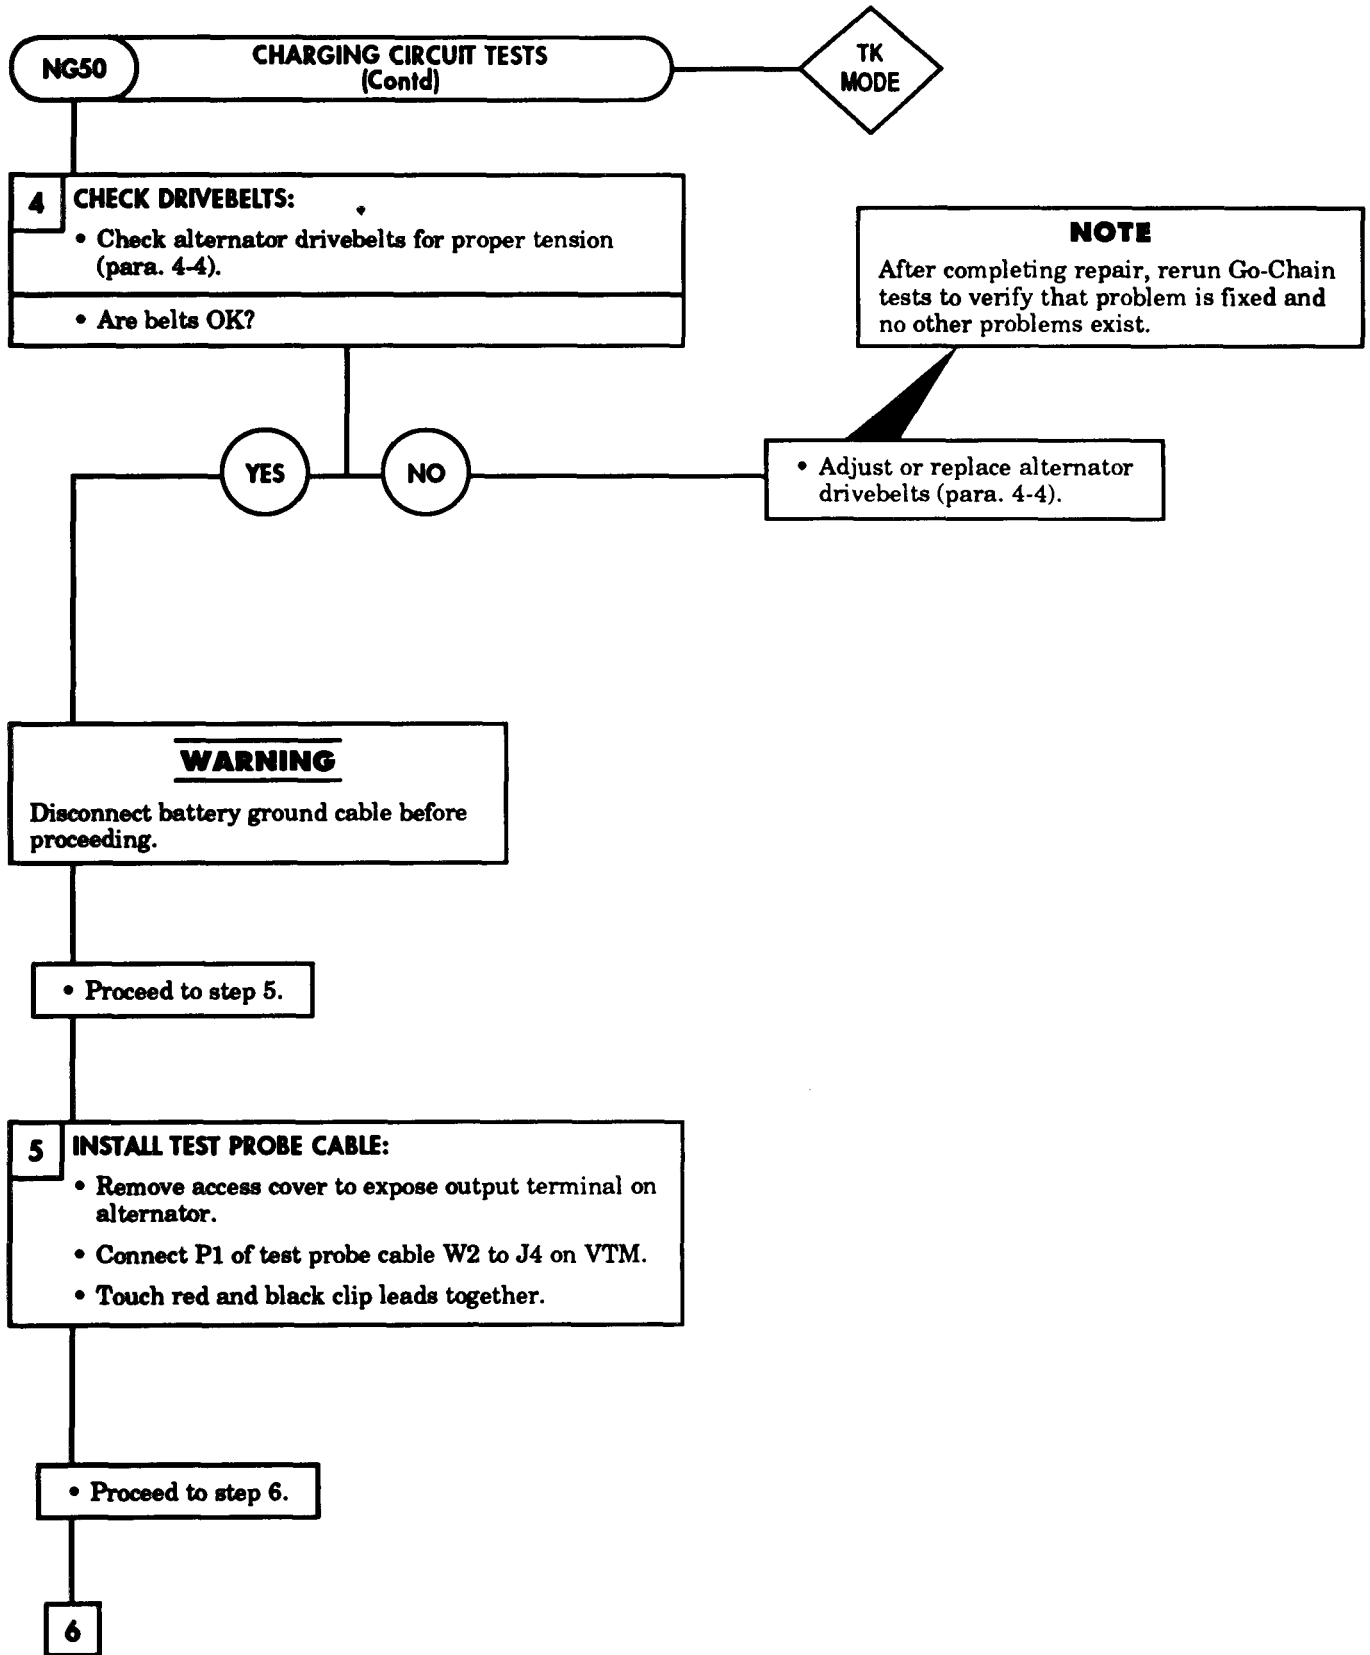 NG50
CHARGING CIRCUIT TESTS
(Contd)
TK
MODE
4
CHECK DRIVEBELTS:
• Check alternator drivebelts for proper tension
(para. 4-4).
• Are belts OK?
NOTE
After completing repair, rerun Go-Chain
tests to verify that problem is fixed and
no other problems exist.
YES
NO
• Adjust or replace alternator
drivebelts (para. 4-4).
WARNING
Disconnect battery ground cable before
proceeding.
• Proceed to step 5.
5
INSTALL TEST PROBE CABLE:
• Remove access cover to expose output terminal on
alternator.
• Connect P1 of test probe cable W2 to J4 on VTM.
• Touch red and black clip leads together.
• Proceed to step 6.
6